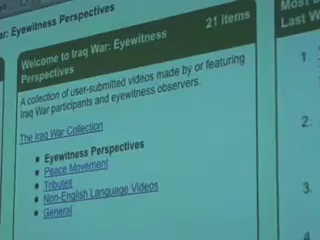 ar: Eyewitness Perspectives
Welcome to Iraq War: Eyewitness
Perspectives
21 items
A collection of user-submitted videos made by or featuring
Iraq War participants and eyewitness observers.
The Iraq War Collection
Eyewitness Perspectives
Peace Movement
Tributes
Non-English Language Videos
General
Most
Last W
1.
2.
3.
4